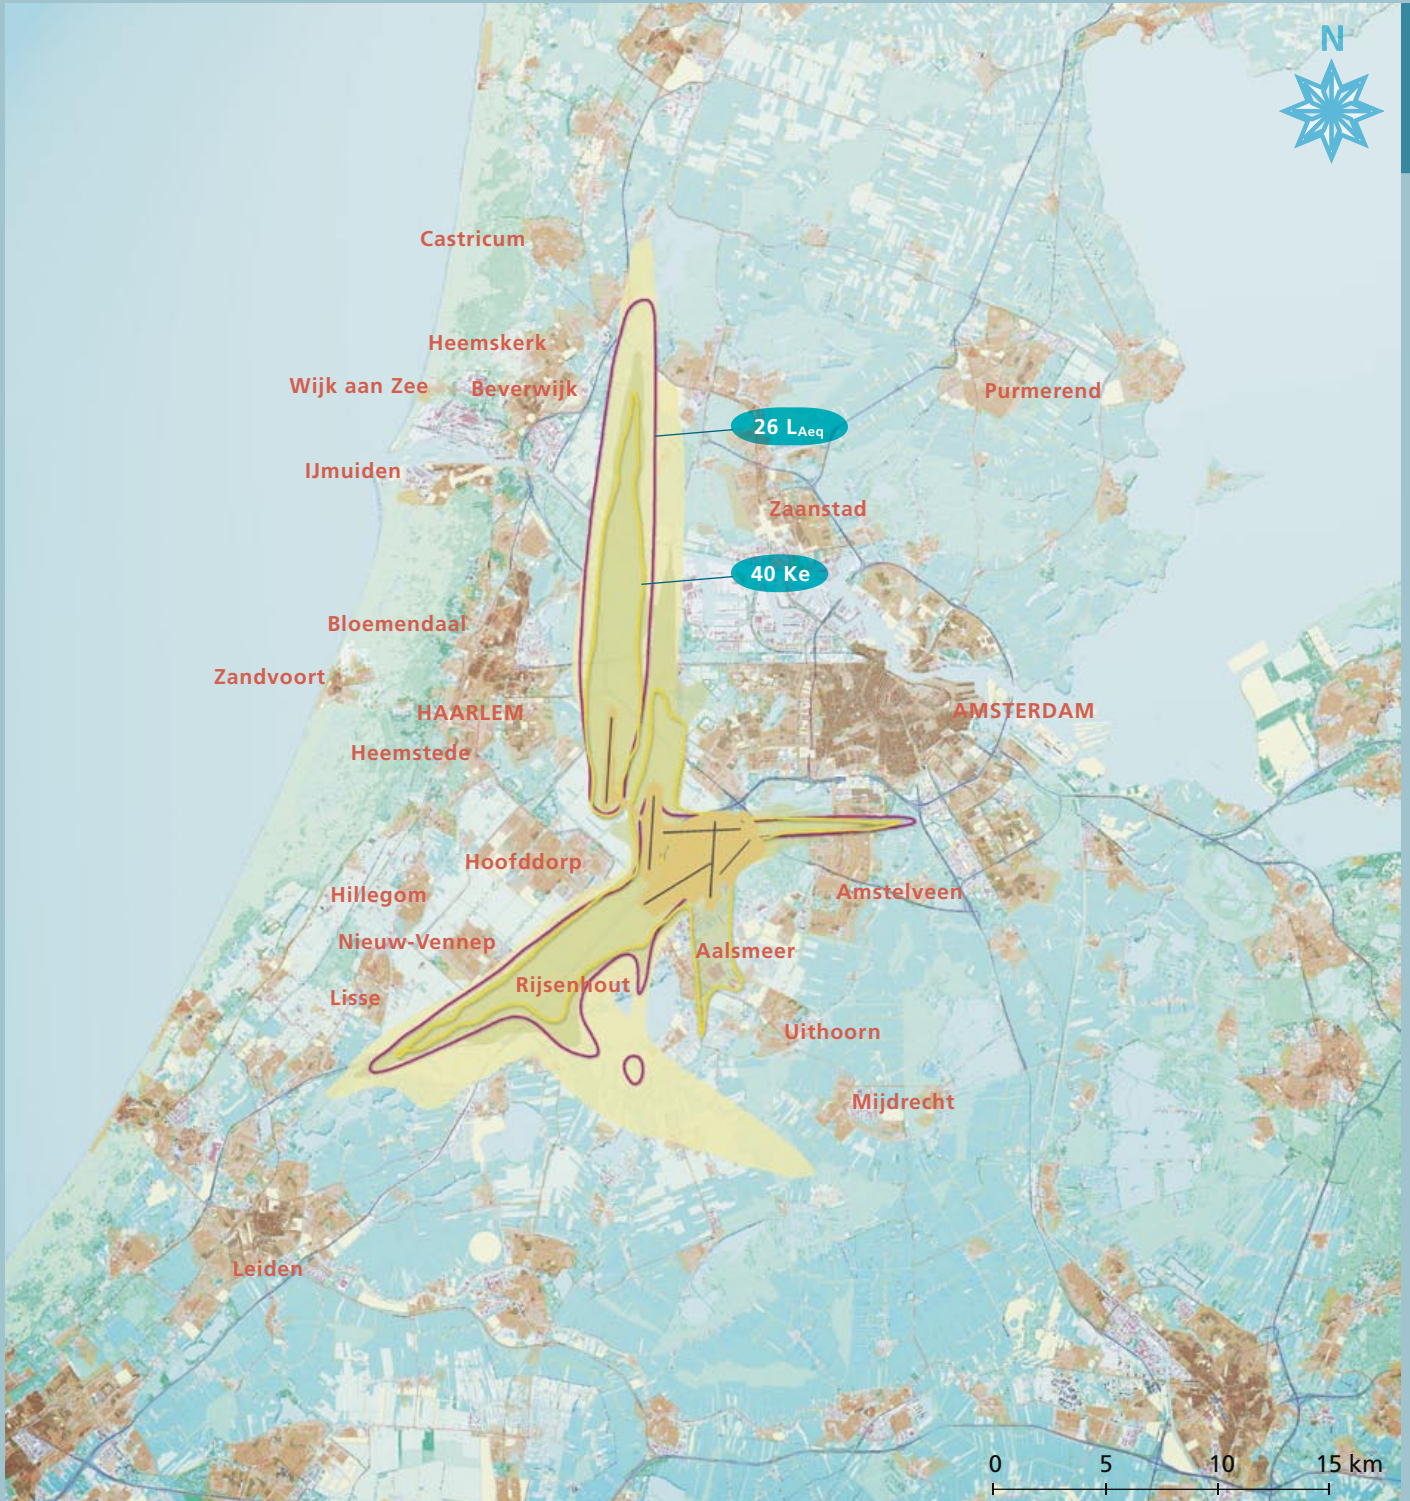 N
Castricum
Heemskerk
Wijk aan Zee
Beverwijk
Purmerend
26 LAeq
IJmuiden
Zaanstad
40 Ke
Bloemendaal
Zandvoort
HAARLEM
AMSTERDAM
Heemstede
Hoofddorp
Hillegom
Amstelveen
Nieuw-Vennep
Aalsmeer
Rijsenhout
Lisse
Uithoorn
Mijdrecht
Leiden
0 5 10 15 km